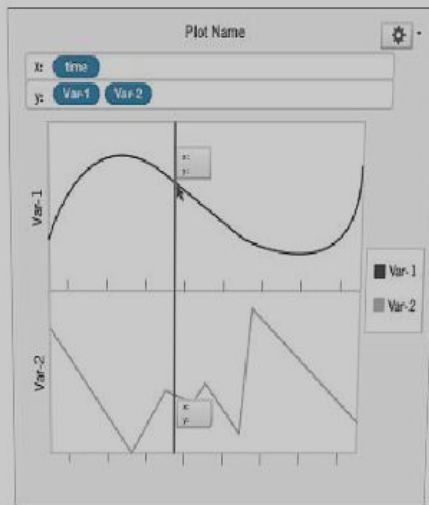 Plot Name
x: time
y: Var-1 Var-2
Var-1
x:
y:
Var-1
Var-2
Var-2
x:
y: